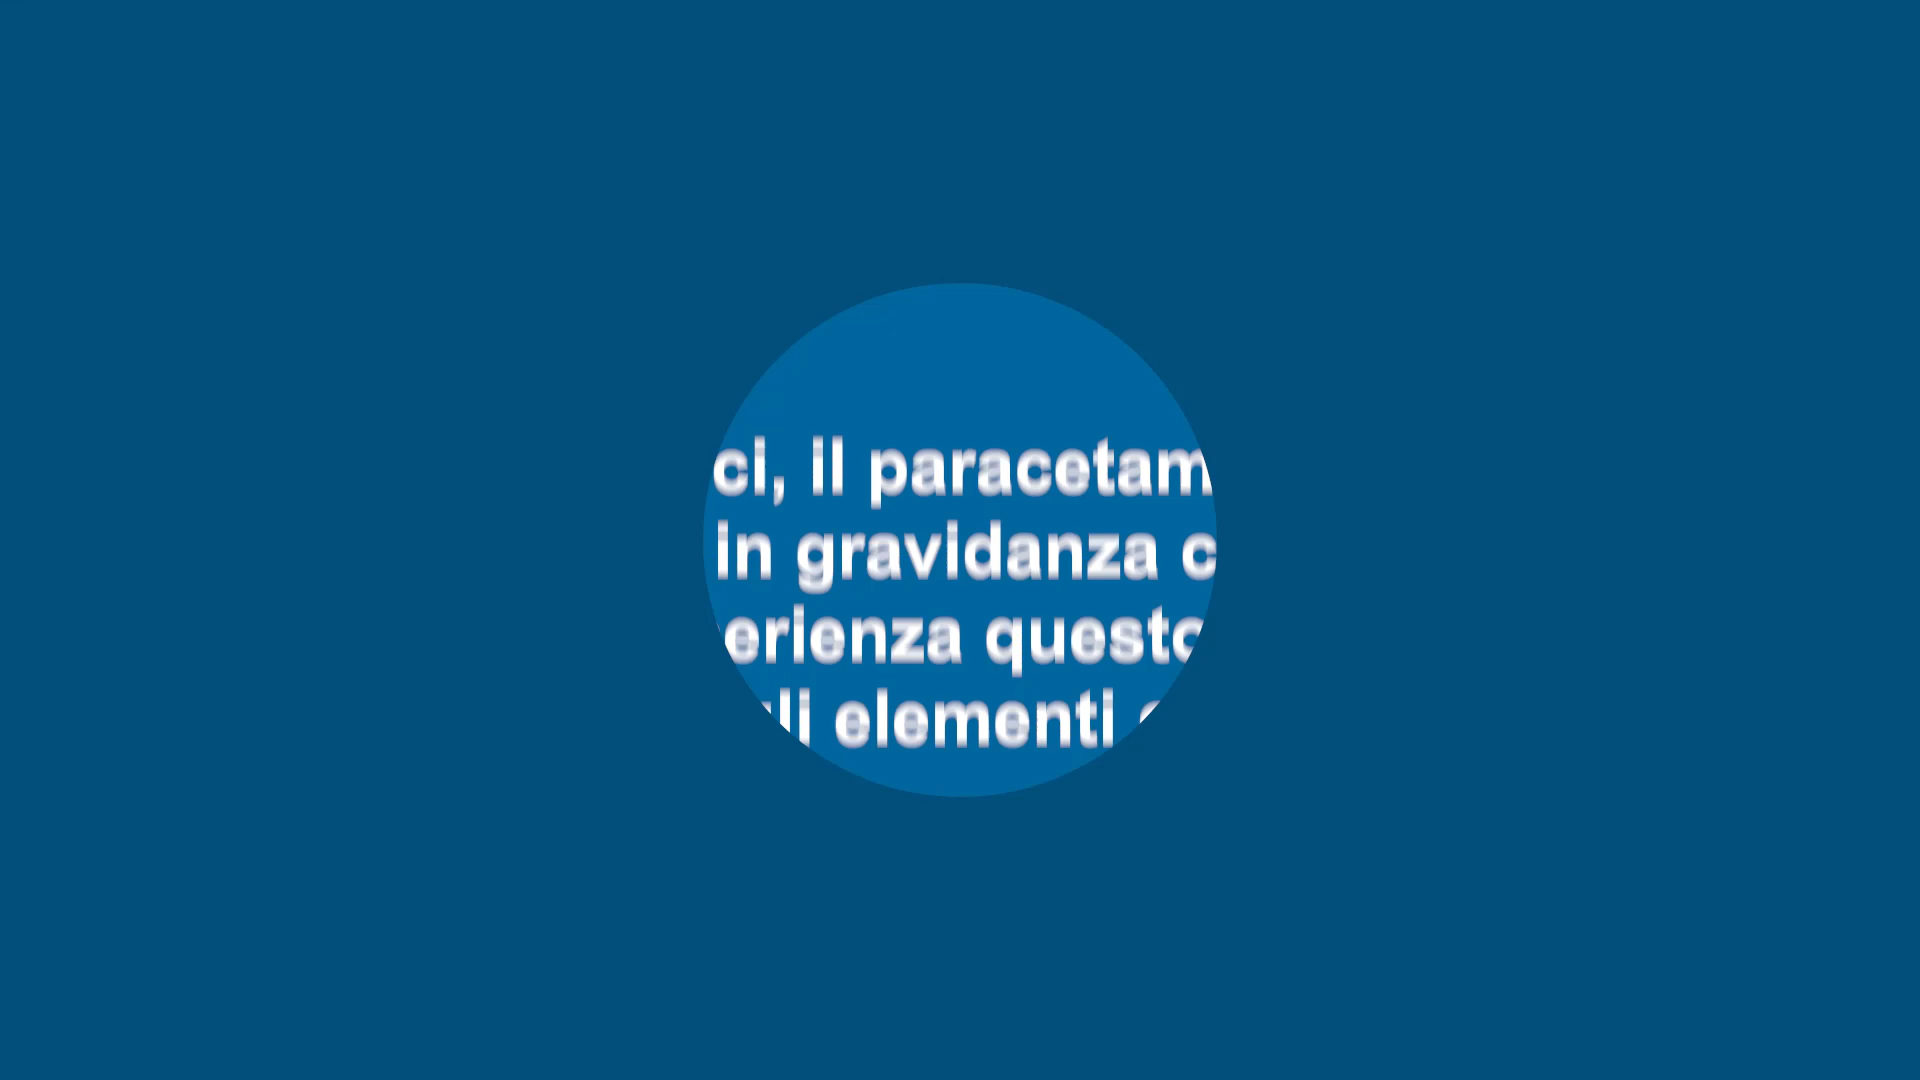 ci, il paracetam
in gravidanza c
erienza questo
li elementi